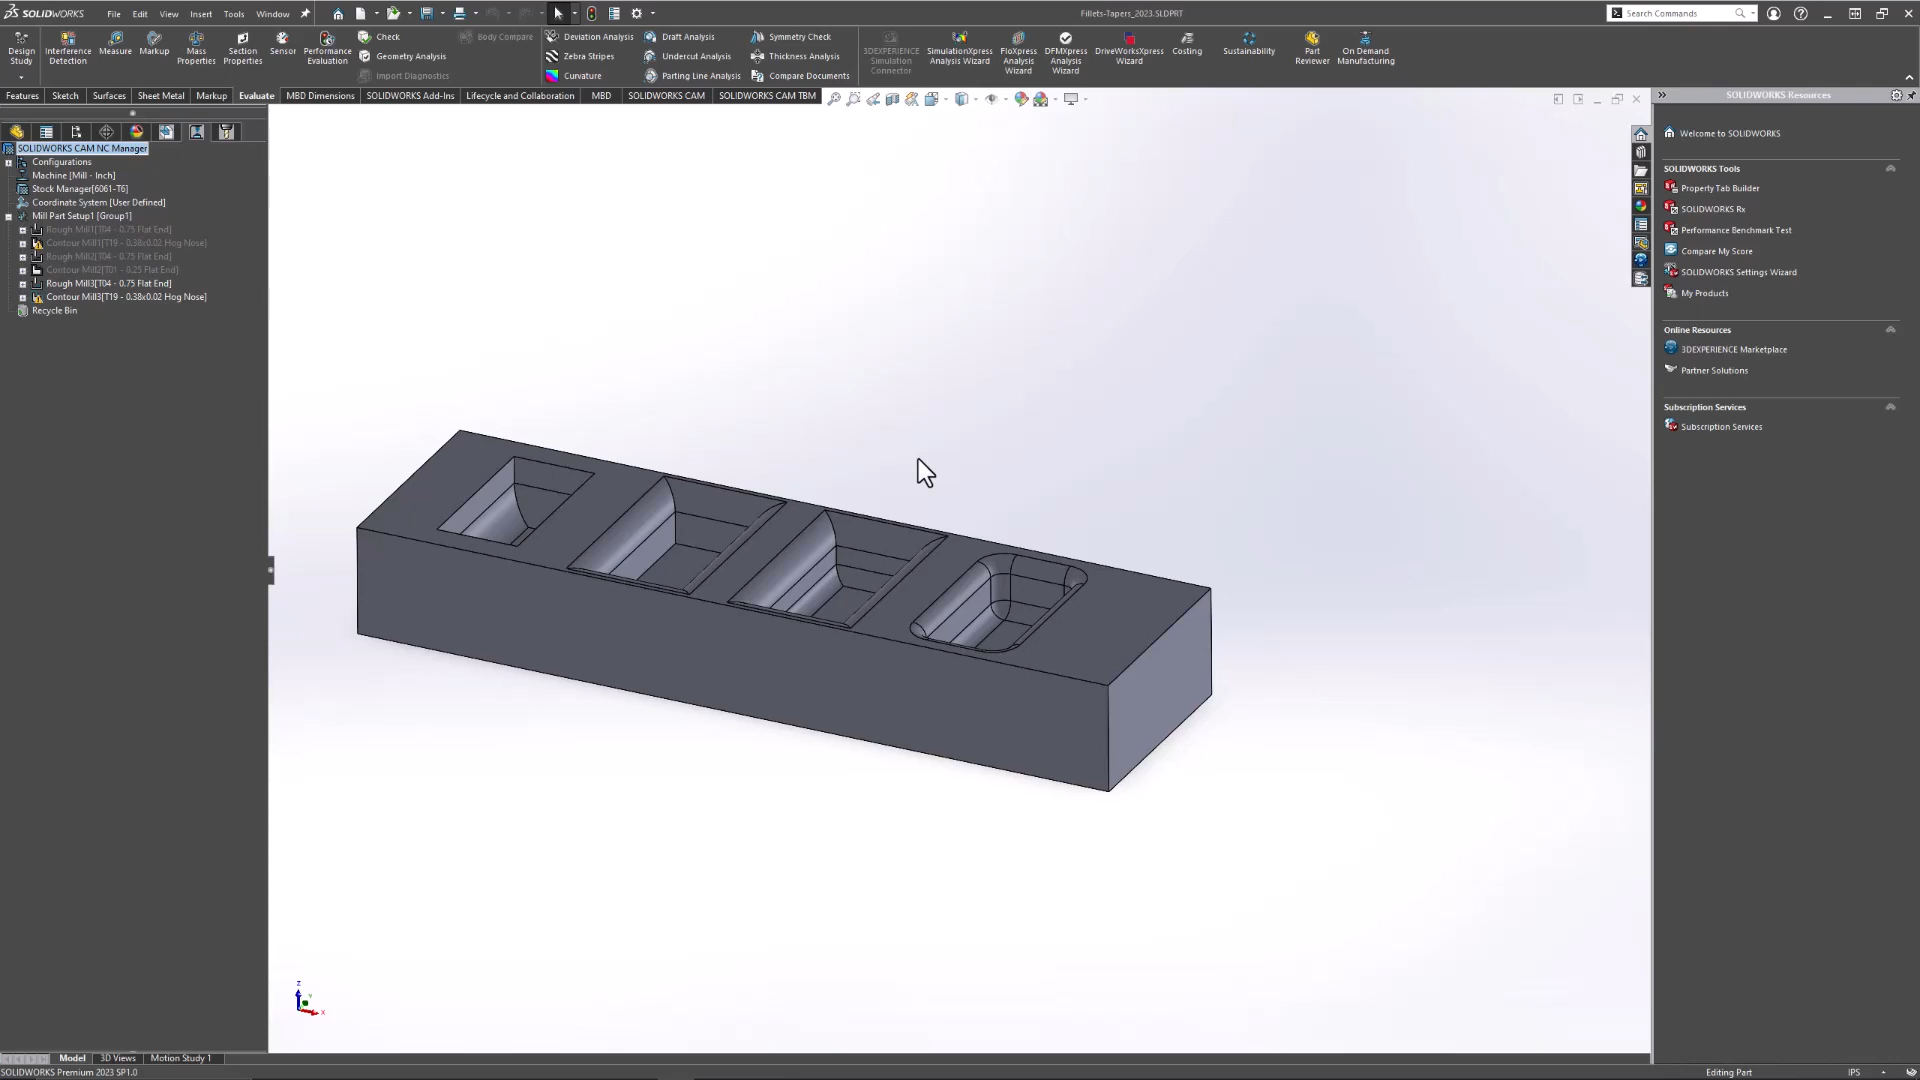 SOLIDWORKS File Edit View Insert Tools Window Fillets-Tapers_2023.SLDPRT Search Commands
Design Study
Interference Detection
Measure
Markup
Mass Properties
Section Properties
Sensor
Performance Evaluation
Check
Geometry Analysis
Import Diagnostics
Body Compare
Deviation Analysis
Zebra Stripes
Curvature
Draft Analysis
Undercut Analysis
Parting Line Analysis
Symmetry Check
Thickness Analysis
Compare Documents
3DEXPERIENCE Simulation Connector
SimulationXpress Analysis Wizard
FloXpress Analysis Wizard
DFMXpress Analysis Wizard
DriveWorksXpress Wizard
Costing
Sustainability
Part Reviewer
On Demand Manufacturing
Features Sketch Surfaces Sheet Metal Markup Evaluate MBD Dimensions SOLIDWORKS Add-Ins Lifecycle and Collaboration MBD SOLIDWORKS CAM SOLIDWORKS CAM TBM
SOLIDWORKS CAM NC Manager
Configurations
Machine [Mill - Inch]
Stock Manager[6061-T6]
Coordinate System [User Defined]
Mill Part Setup1 [Group1]
Rough Mill1[T04 - 0.75 Flat End]
Contour Mill1[T19 - 0.38x0.02 Hog Nose]
Rough Mill2[T04 - 0.75 Flat End]
Contour Mill2[T01 - 0.25 Flat End]
Rough Mill3[T04 - 0.75 Flat End]
Contour Mill3[T19 - 0.38x0.02 Hog Nose]
Recycle Bin
SOLIDWORKS Resources
Welcome to SOLIDWORKS
SOLIDWORKS Tools
Property Tab Builder
SOLIDWORKS Rx
Performance Benchmark Test
Compare My Score
SOLIDWORKS Settings Wizard
My Products
Online Resources
3DEXPERIENCE Marketplace
Partner Solutions
Subscription Services
Subscription Services
Z
Y
X
Model 3D Views Motion Study 1
SOLIDWORKS Premium 2023 SP1.0 Editing Part IPS